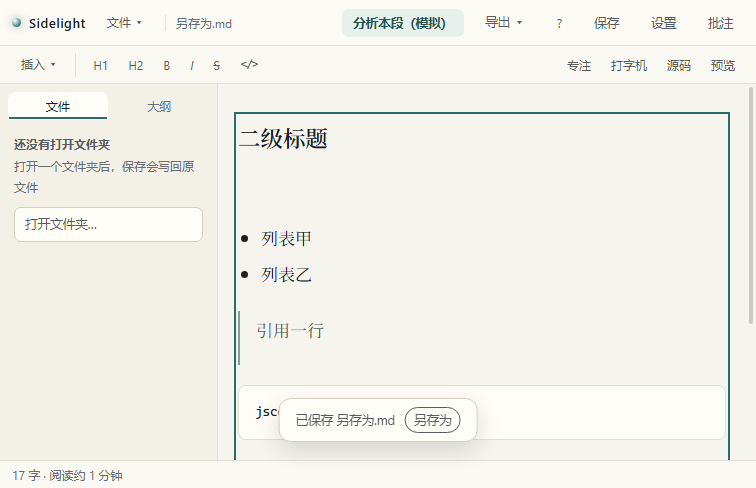 Sidelight 文件 ▾ 另存为.md 分析本段（模拟） 导出 ▾ ? 保存 设置 批注
插入 ▾ H1 H2 B I S </> 专注 打字机 源码 预览
文件 大纲
还没有打开文件夹
打开一个文件夹后，保存会写回原
文件
打开文件夹...
二级标题
列表甲
列表乙
引用一行
已保存 另存为.md 另存为
17 字 · 阅读约 1 分钟